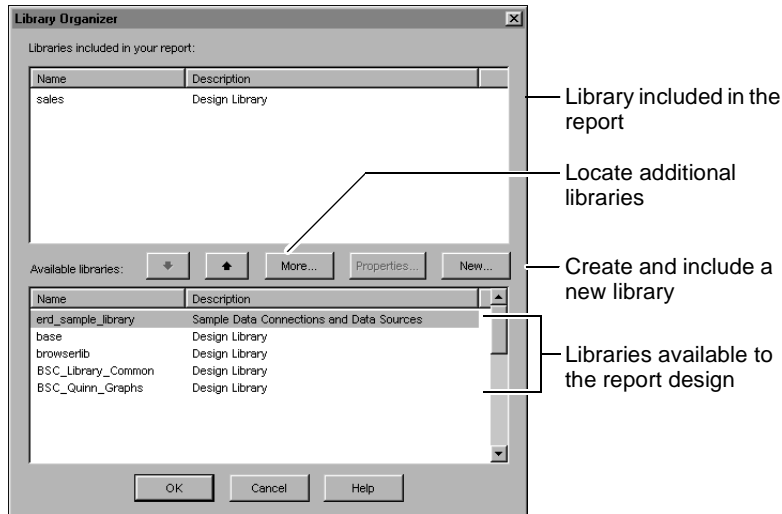 Library Organizer
Libraries included in your report:
Name Description
sales Design Library
Library included in the
report
Locate additional
libraries
Available libraries: More... Properties... New...
Create and include a
new library
Name Description
erd_sample_library Sample Data Connections and Data Sources
base Design Library
browserlib Design Library
BSC_Library_Common Design Library
BSC_Quinn_Graphs Design Library
Libraries available to
the report design
OK Cancel Help